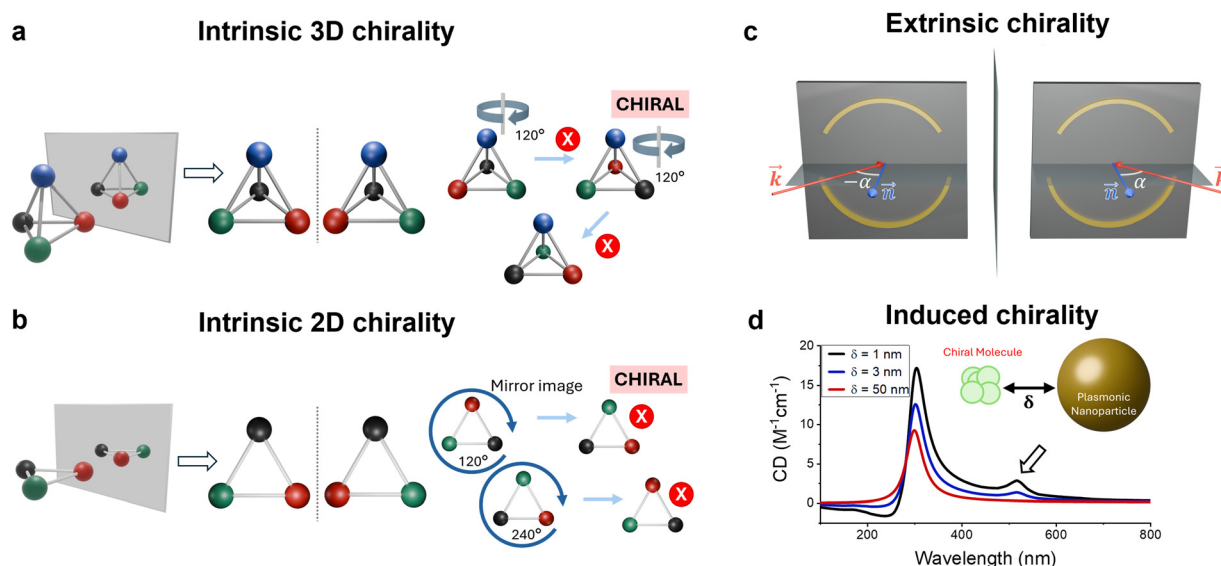 a
Intrinsic 3D chirality
CHIRAL
120°
X
120°
X
b
Intrinsic 2D chirality
Mirror image
CHIRAL
X
120°
X
240°
c
Extrinsic chirality
k
−α
n
k
α
n
d
Induced chirality
CD (M⁻¹cm⁻¹)
20
15
10
5
0
δ = 1 nm
δ = 3 nm
δ = 50 nm
Chiral Molecule
δ
Plasmonic
Nanoparticle
200
400
600
800
Wavelength (nm)